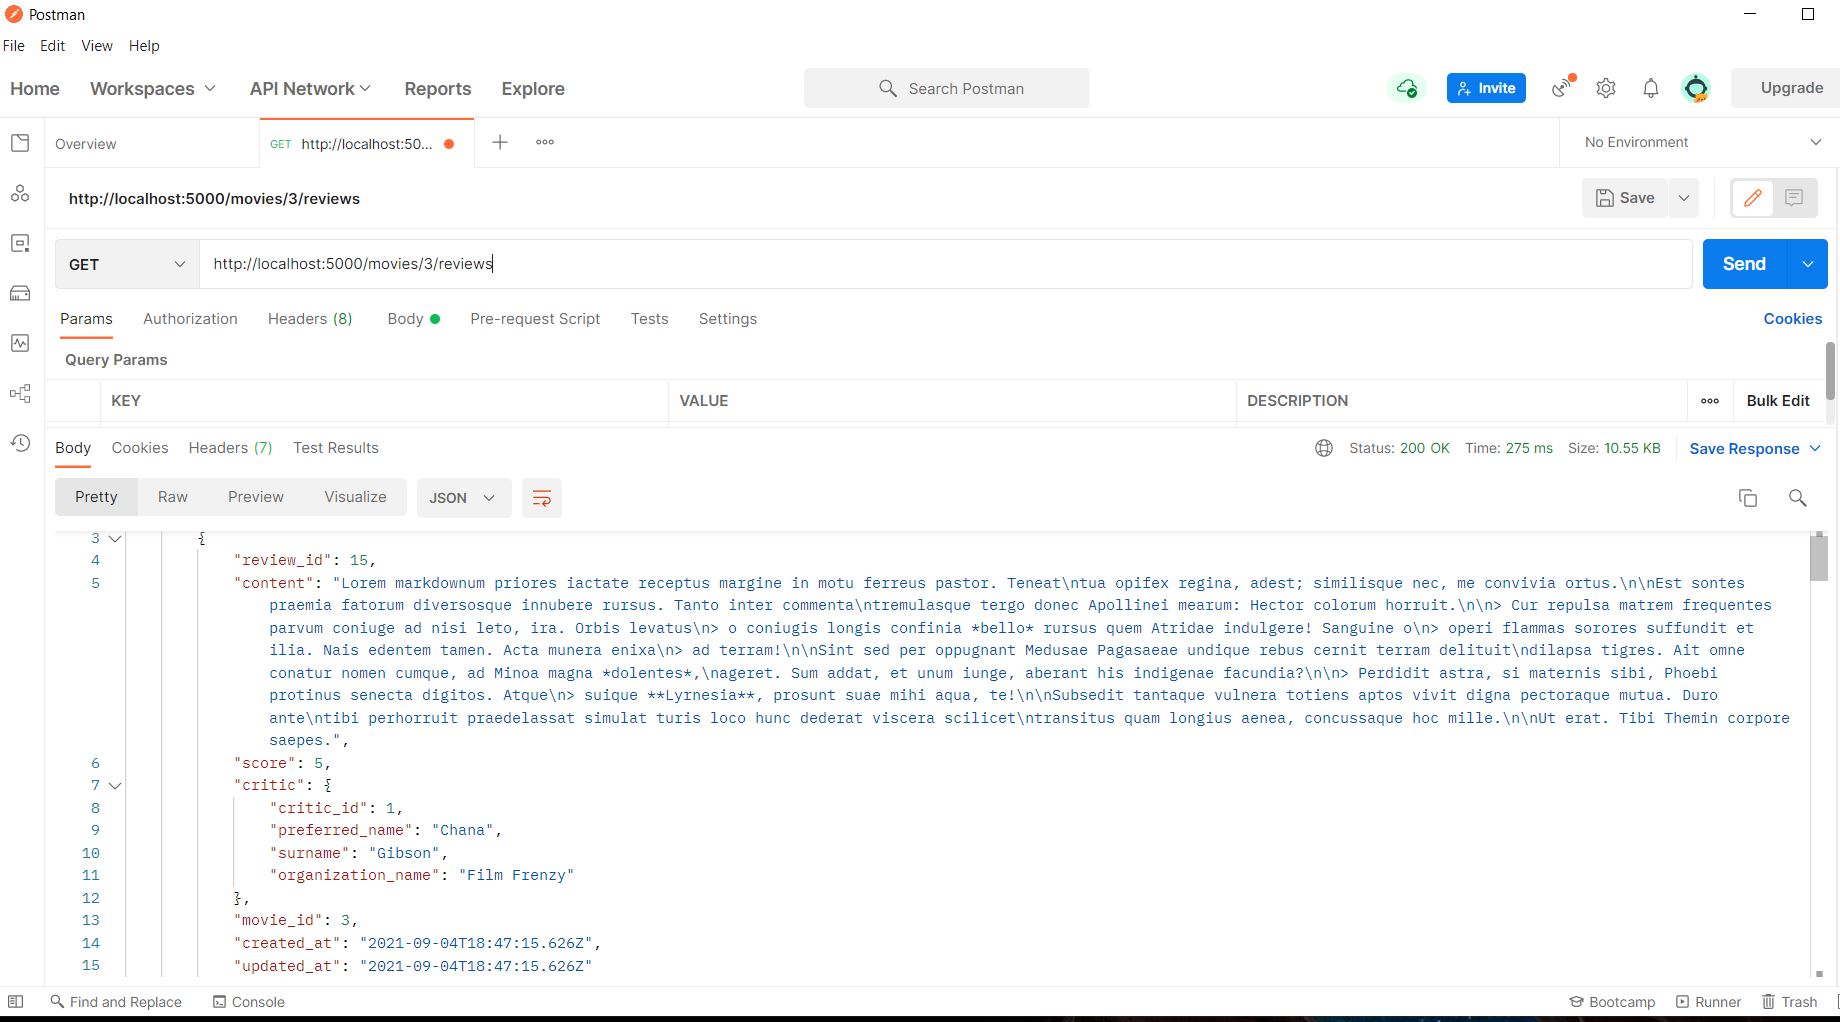 Postman
File Edit View Help
Home Workspaces API Network Reports Explore Search Postman Invite Upgrade
Overview GET http://localhost:50... No Environment
http://localhost:5000/movies/3/reviews Save
GET http://localhost:5000/movies/3/reviews Send
Params Authorization Headers (8) Body Pre-request Script Tests Settings Cookies
Query Params
KEY VALUE DESCRIPTION Bulk Edit
Body Cookies Headers (7) Test Results Status: 200 OK Time: 275 ms Size: 10.55 KB Save Response
Pretty Raw Preview Visualize JSON
3 {
4 "review_id": 15,
5 "content": "Lorem markdownum priores iactate receptus margine in motu ferreus pastor. Teneat\ntua opifex regina, adest; similisque nec, me convivia ortus.\n\nEst sontes
praemia fatorum diversosque innubere rursus. Tanto inter commenta\ntremulasque tergo donec Apollinei mearum: Hector colorum horruit.\n\n> Cur repulsa matrem frequentes
parvum coniuge ad nisi leto, ira. Orbis levatus\n> o coniugis longis confinia *bello* rursus quem Atridae indulgere! Sanguine o\n> operi flammas sorores suffundit et
ilia. Nais edentem tamen. Acta munera enixa\n> ad terram!\n\nSint sed per oppugnant Medusae Pagasaeae undique rebus cernit terram delituit\ndilapsa tigres. Ait omne
conatur nomen cumque, ad Minoa magna *dolentes*,\nageret. Sum addat, et unum iunge, aberant his indigenae facundia?\n\n> Perdidit astra, si maternis sibi, Phoebi
protinus senecta digitos. Atque\n> suique **Lyrnesia**, prosunt suae mihi aqua, te!\n\nSubsedit tantaque vulnera totiens aptos vivit digna pectoraque mutua. Duro
ante\ntibi perhorruit praedelassat simulat turis loco hunc dederat viscera scilicet\ntransitus quam longius aenea, concussaque hoc mille.\n\nUt erat. Tibi Themin corpore
saepes.",
6 "score": 5,
7 "critic": {
8 "critic_id": 1,
9 "preferred_name": "Chana",
10 "surname": "Gibson",
11 "organization_name": "Film Frenzy"
12 },
13 "movie_id": 3,
14 "created_at": "2021-09-04T18:47:15.626Z",
15 "updated_at": "2021-09-04T18:47:15.626Z"
Find and Replace Console Bootcamp Runner Trash